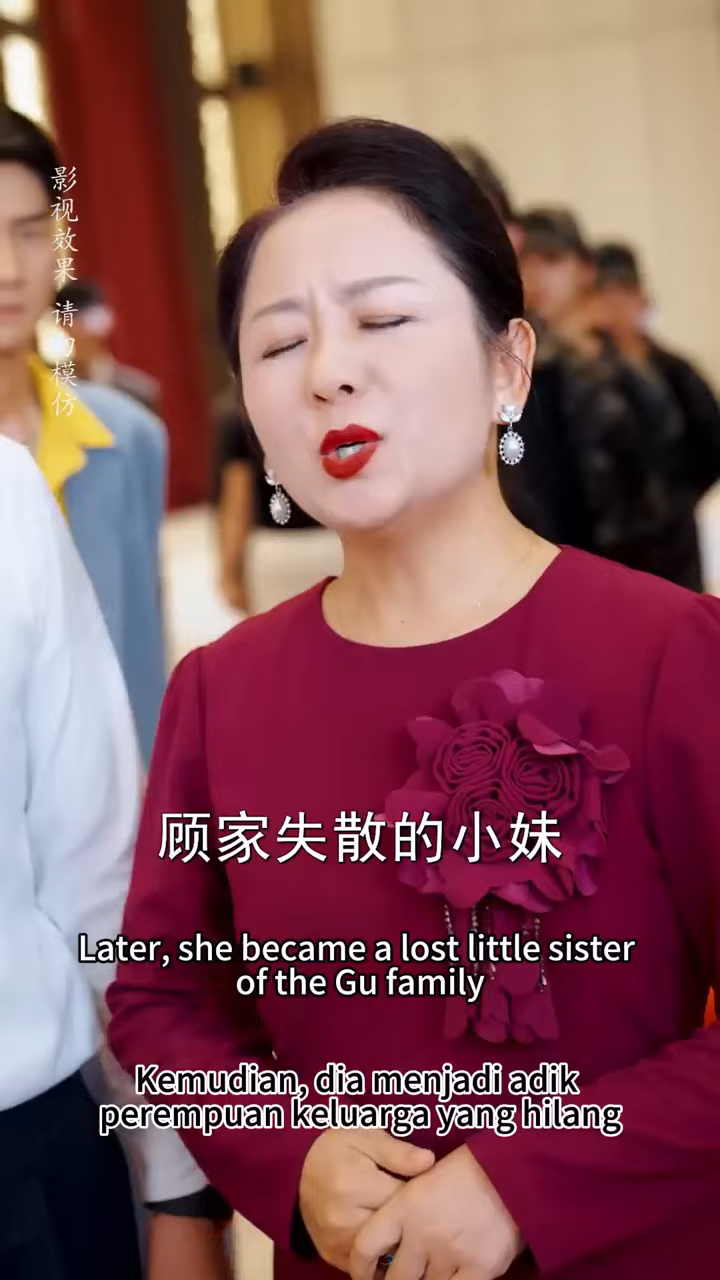 影视效果 请勿模仿
顾家失散的小妹
Later, she became a lost little sister
of the Gu family
Kemudian, dia menjadi adik
perempuan keluarga yang hilang